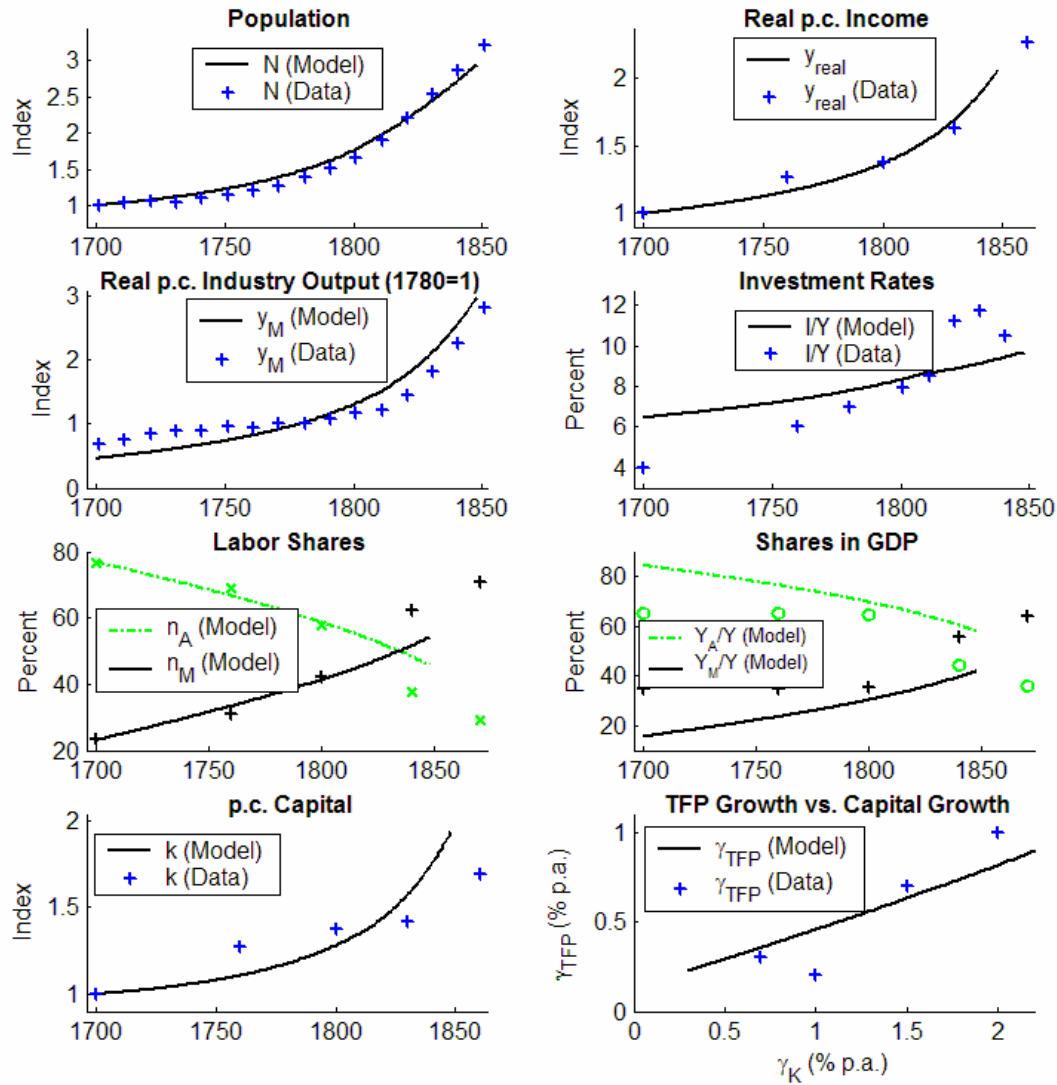 Population
N (Model)
N (Data)
Index
3
2.5
2
1.5
1
1700 1750 1800 1850
Real p.c. Income
y_real
y_real (Data)
Index
2
1.5
1
1700 1750 1800 1850
Real p.c. Industry Output (1780=1)
y_M (Model)
y_M (Data)
Index
3
2
1
0
1700 1750 1800 1850
Investment Rates
I/Y (Model)
I/Y (Data)
Percent
12
10
8
6
4
1700 1750 1800 1850
Labor Shares
n_A (Model)
n_M (Model)
Percent
80
60
40
20
1700 1750 1800 1850
Shares in GDP
Y_A/Y (Model)
Y_M/Y (Model)
Percent
80
60
40
20
1700 1750 1800 1850
p.c. Capital
k (Model)
k (Data)
Index
2
1.5
1
1700 1750 1800 1850
TFP Growth vs. Capital Growth
γ_TFP (Model)
γ_TFP (Data)
γ_TFP (% p.a.)
1
0.5
0
0 0.5 1 1.5 2
γ_K (% p.a.)